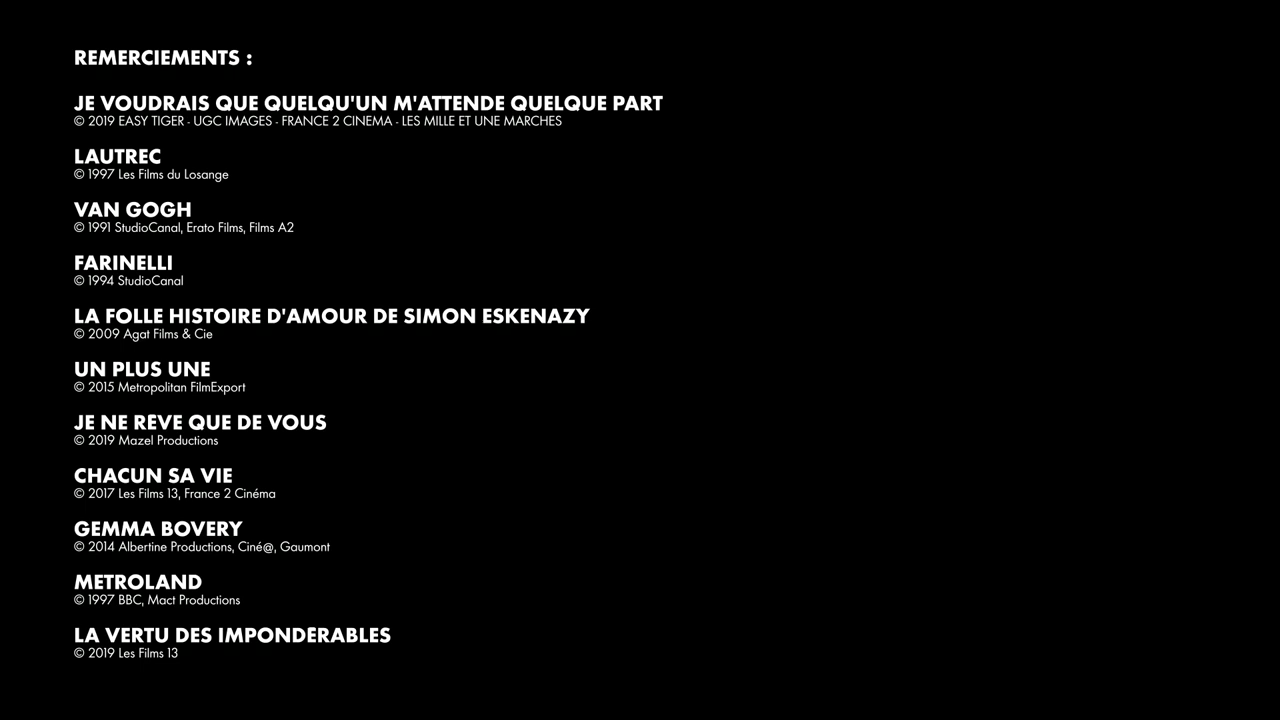 REMERCIEMENTS :
JE VOUDRAIS QUE QUELQU'UN M'ATTENDE QUELQUE PART
© 2019 EASY TIGER - UGC IMAGES - FRANCE 2 CINEMA - LES MILLE ET UNE MARCHES
LAUTREC
© 1997 Les Films du Losange
VAN GOGH
© 1991 StudioCanal, Erato Films, Films A2
FARINELLI
© 1994 StudioCanal
LA FOLLE HISTOIRE D'AMOUR DE SIMON ESKENAZY
© 2009 Agat Films & Cie
UN PLUS UNE
© 2015 Metropolitan FilmExport
JE NE RÊVE QUE DE VOUS
© 2019 Mazel Productions
CHACUN SA VIE
© 2017 Les Films 13, France 2 Cinéma
GEMMA BOVERY
© 2014 Albertine Productions, Ciné@, Gaumont
METROLAND
© 1997 BBC, Mact Productions
LA VERTU DES IMPONDÉRABLES
© 2019 Les Films 13